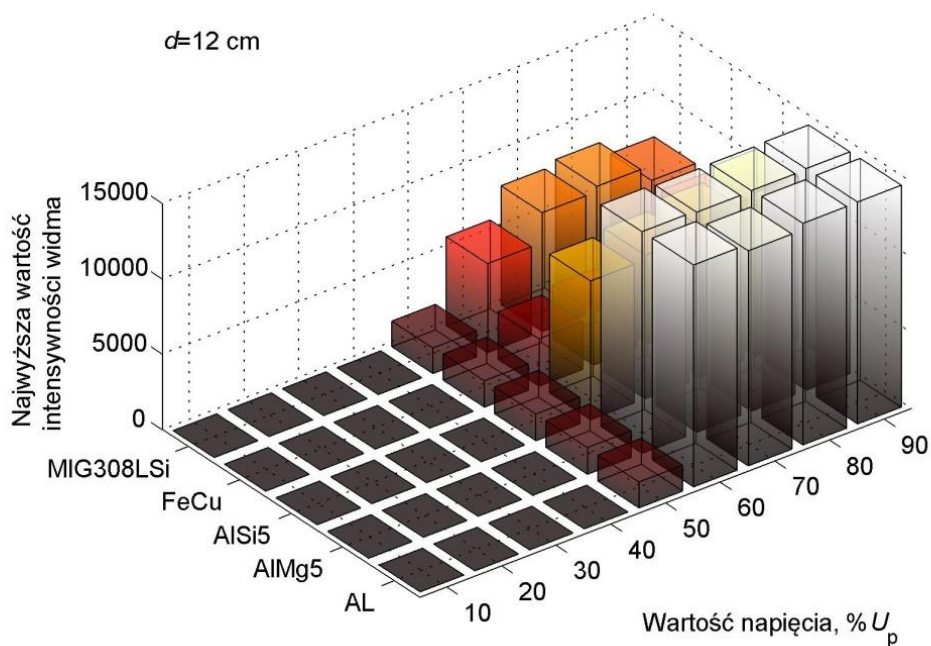 d=12 cm
Najwyższa wartość
intensywności widma
15000
10000
5000
0
MIG308LSi
FeCu
AlSi5
AlMg5
AL
10
20
30
40
50
60
70
80
90
Wartość napięcia, % Up